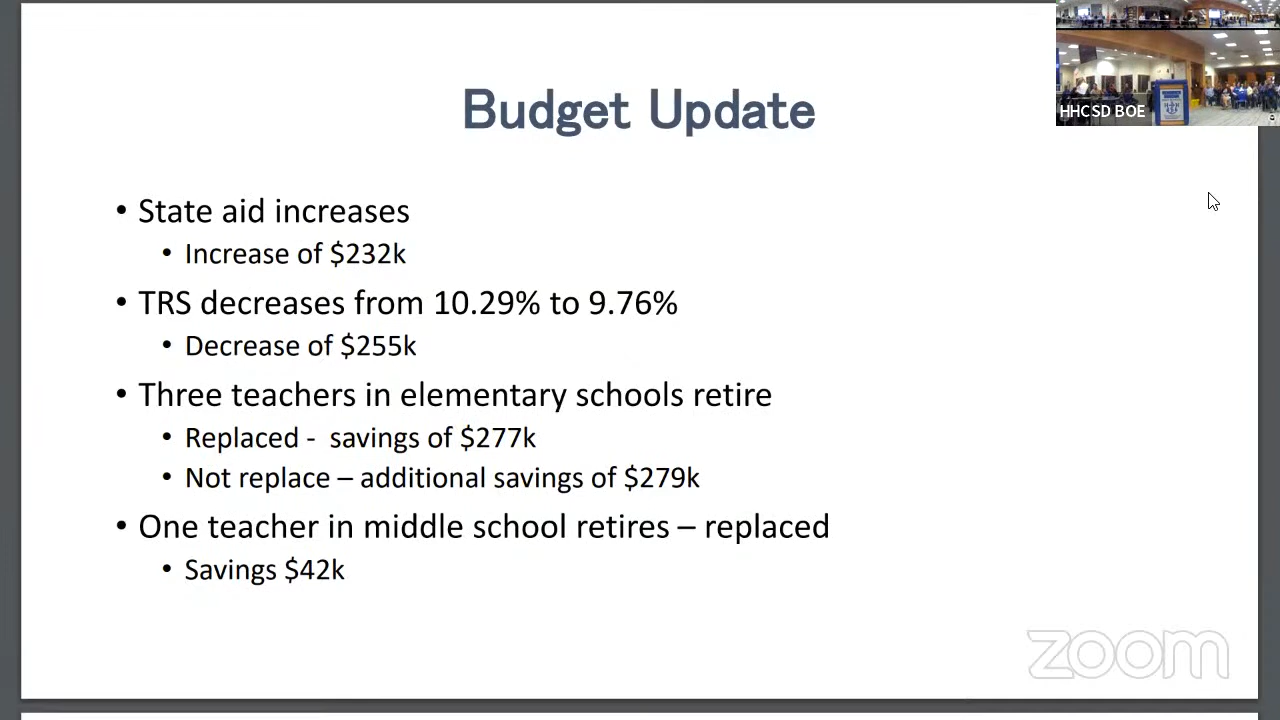 HHCSD BOE
Budget Update
• State aid increases
• Increase of $232k
• TRS decreases from 10.29% to 9.76%
• Decrease of $255k
• Three teachers in elementary schools retire
• Replaced -  savings of $277k
• Not replace – additional savings of $279k
• One teacher in middle school retires – replaced
• Savings $42k
zoom